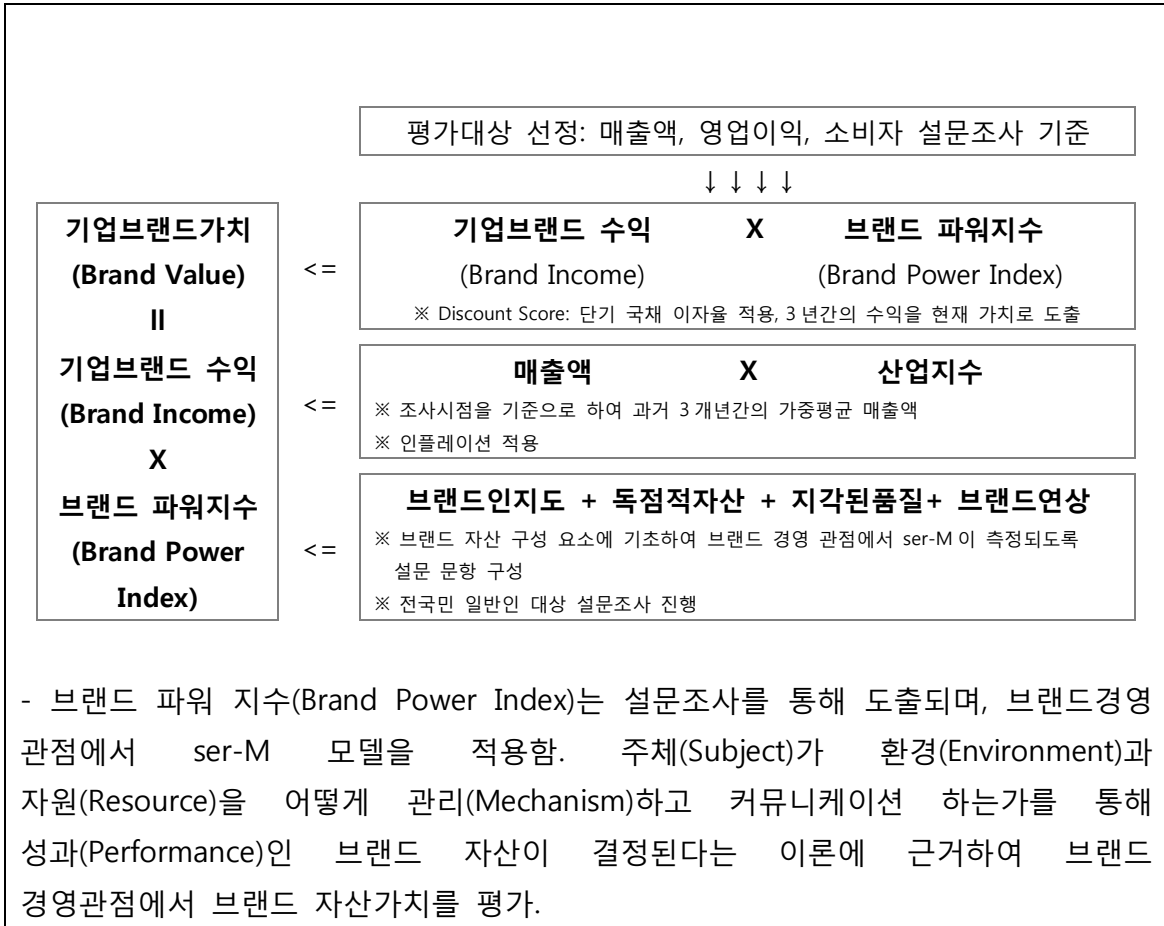 평가대상 선정: 매출액, 영업이익, 소비자 설문조사 기준
↓ ↓ ↓ ↓
기업브랜드가치
(Brand Value)
II
기업브랜드 수익
(Brand Income)
X
브랜드 파워지수
(Brand Power
Index)
<=
기업브랜드 수익 X 브랜드 파워지수
(Brand Income) (Brand Power Index)
※ Discount Score: 단기 국채 이자율 적용, 3년간의 수익을 현재 가치로 도출
<=
매출액 X 산업지수
※ 조사시점을 기준으로 하여 과거 3개년간의 가중평균 매출액
※ 인플레이션 적용
<=
브랜드인지도 + 독점적자산 + 지각된품질+ 브랜드연상
※ 브랜드 자산 구성 요소에 기초하여 브랜드 경영 관점에서 ser-M이 측정되도록
설문 문항 구성
※ 전국민 일반인 대상 설문조사 진행
- 브랜드 파워 지수(Brand Power Index)는 설문조사를 통해 도출되며, 브랜드경영
관점에서 ser-M 모델을 적용함. 주체(Subject)가 환경(Environment)과
자원(Resource)을 어떻게 관리(Mechanism)하고 커뮤니케이션 하는가를 통해
성과(Performance)인 브랜드 자산이 결정된다는 이론에 근거하여 브랜드
경영관점에서 브랜드 자산가치를 평가.